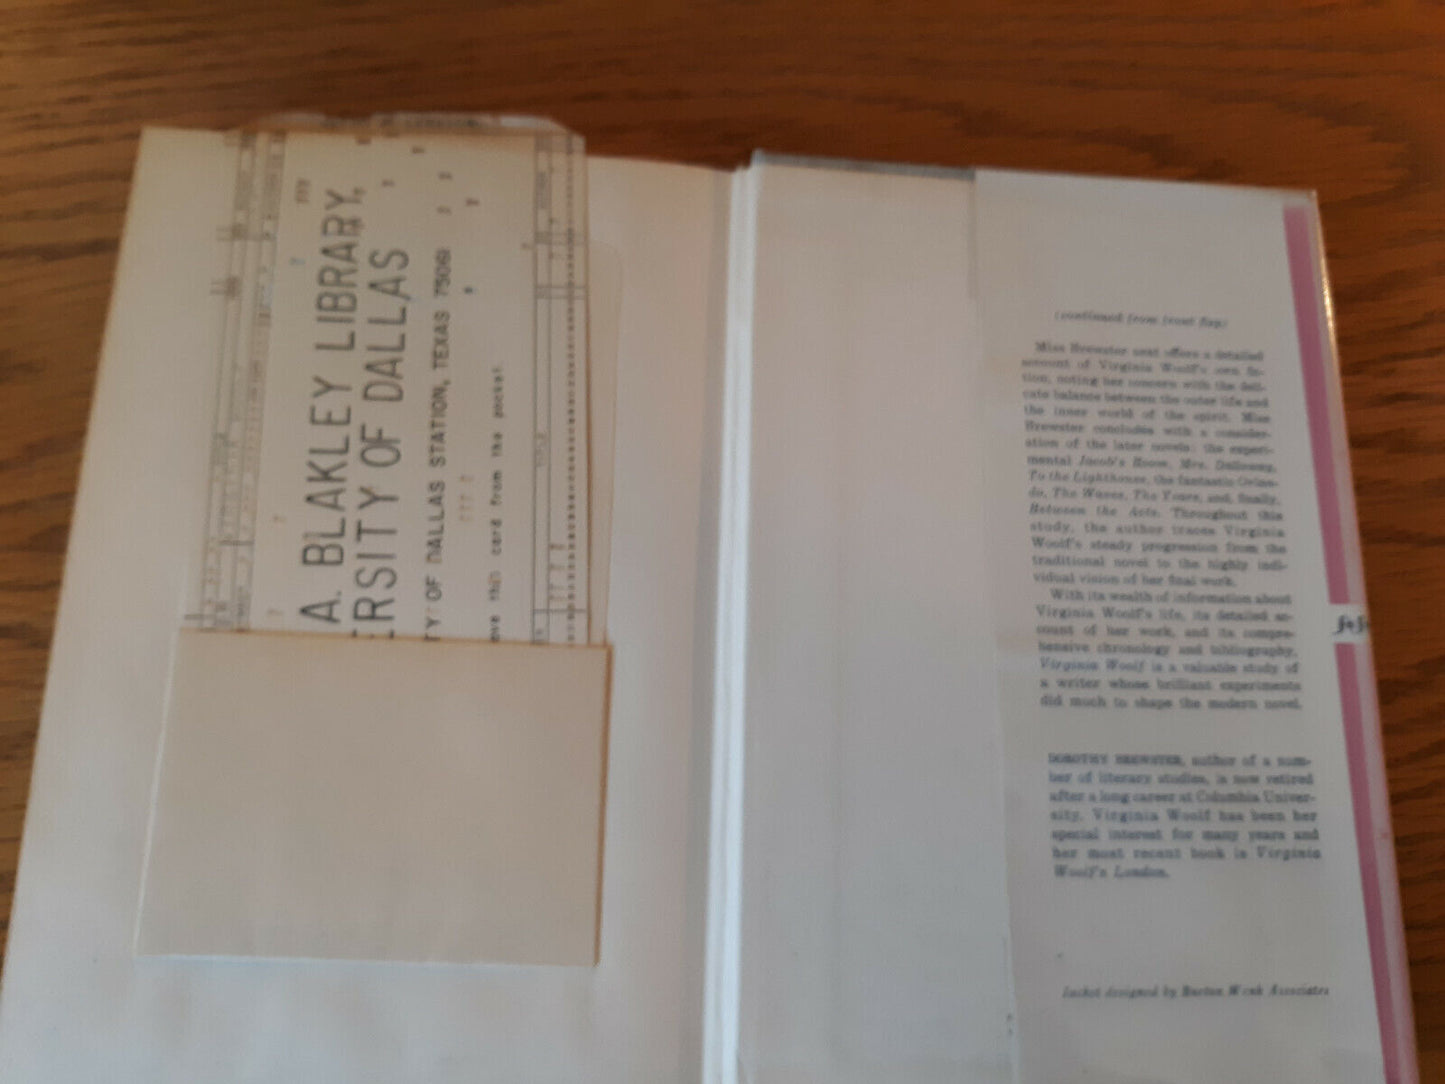 A. BLAKLEY LIBRARY,
ERSITY OF DALLAS
TY OF DALLAS STATION, TEXAS 75061
ove this card from the pocket.
(continued from front flap)
Miss Brewster next offers a detailed
account of Virginia Woolf's own fic-
tion, noting her concern with the deli-
cate balance between the outer life and
the inner world of the spirit. Miss
Brewster concludes with a consider-
ation of the later novels: the experi-
mental Jacob's Room, Mrs. Dalloway,
To the Lighthouse, the fantastic Orlan-
do, The Waves, The Years, and, finally,
Between the Acts. Throughout this
study, the author traces Virginia
Woolf's steady progression from the
traditional novel to the highly indi-
vidual vision of her final work.
With its wealth of information about
Virginia Woolf's life, its detailed ac-
count of her work, and its compre-
hensive chronology and bibliography,
Virginia Woolf is a valuable study of
a writer whose brilliant experiments
did much to shape the modern novel.
DOROTHY BREWSTER, author of a num-
ber of literary studies, is now retired
after a long career at Columbia Univer-
sity. Virginia Woolf has been her
special interest for many years and
her most recent book is Virginia
Woolf's London.
Jacket designed by Burton Wenk Associates